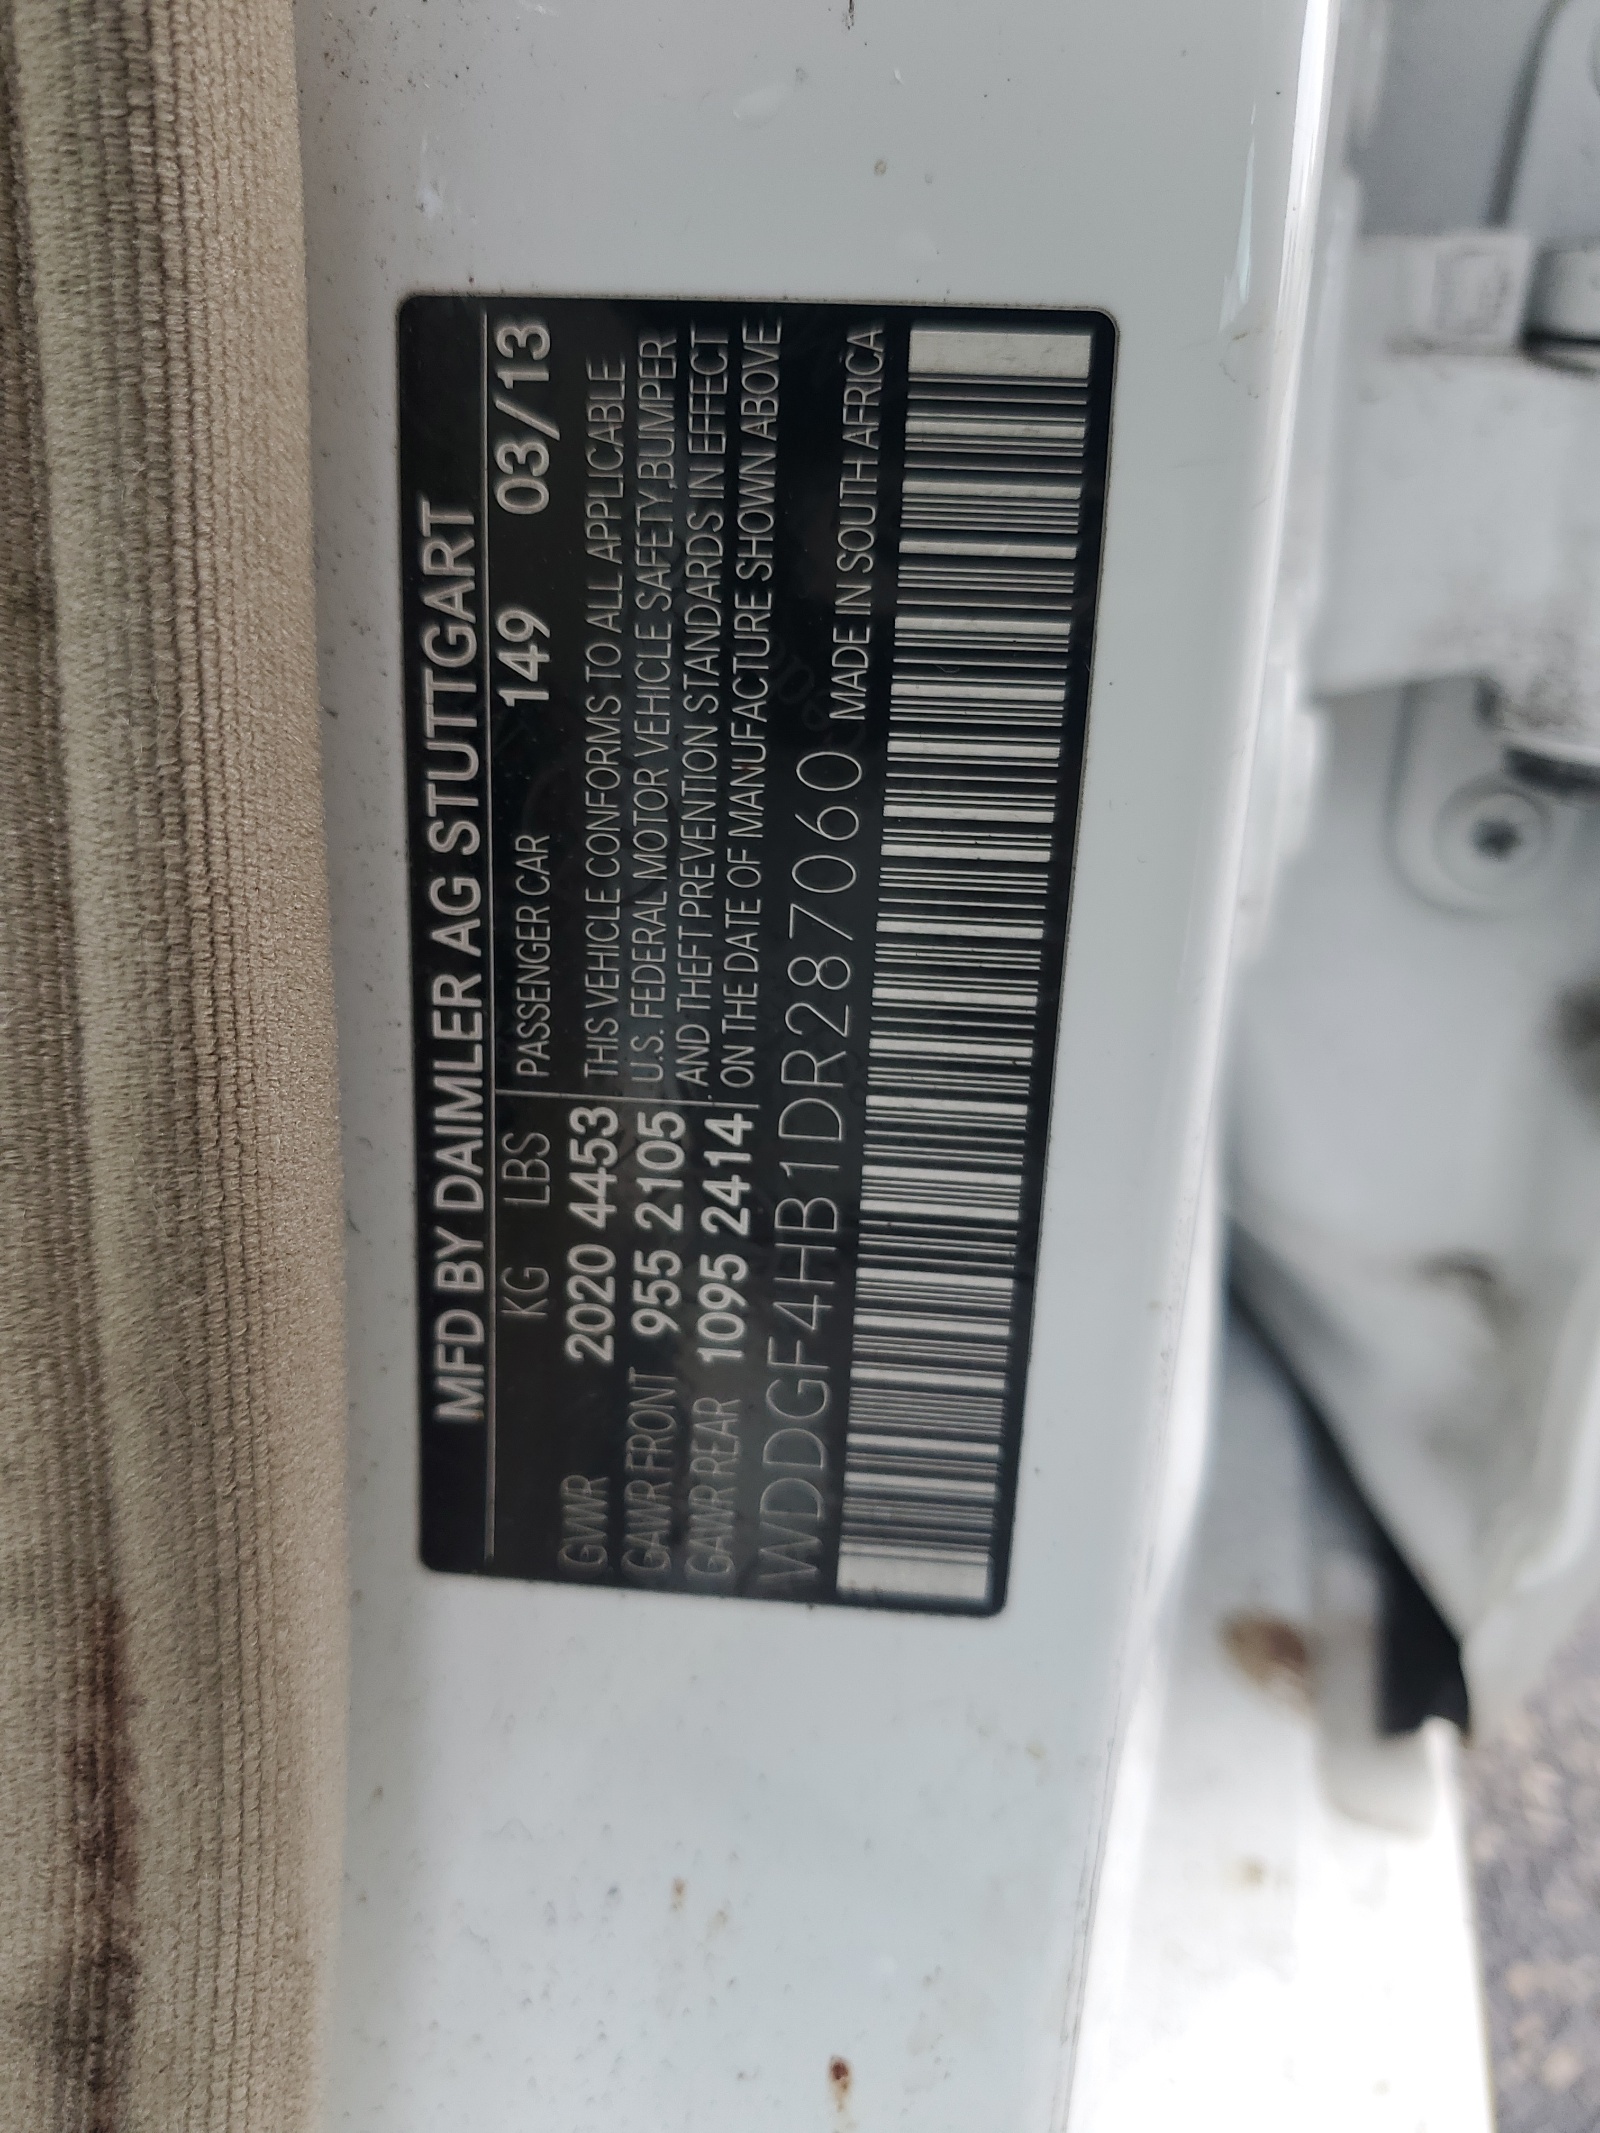 MFD BY DAIMLER AG STUTTGART
KG LBS PASSENGER CAR 149 03/13
GVWR 2020 4453 THIS VEHICLE CONFORMS TO ALL APPLICABLE
GAWR FRONT 955 2105 U.S. FEDERAL MOTOR VEHICLE SAFETY,BUMPER
GAWR REAR 1095 2414 AND THEFT PREVENTION STANDARDS IN EFFECT
ON THE DATE OF MANUFACTURE SHOWN ABOVE
WDDGF4HB1DR287060 MADE IN SOUTH AFRICA